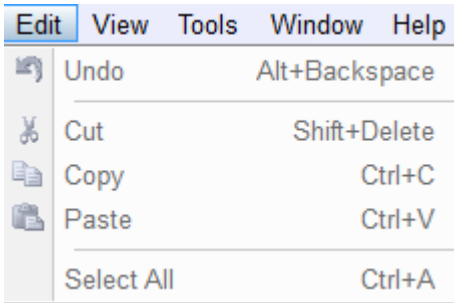 Edit View Tools Window Help
Undo Alt+Backspace
Cut Shift+Delete
Copy Ctrl+C
Paste Ctrl+V
Select All Ctrl+A